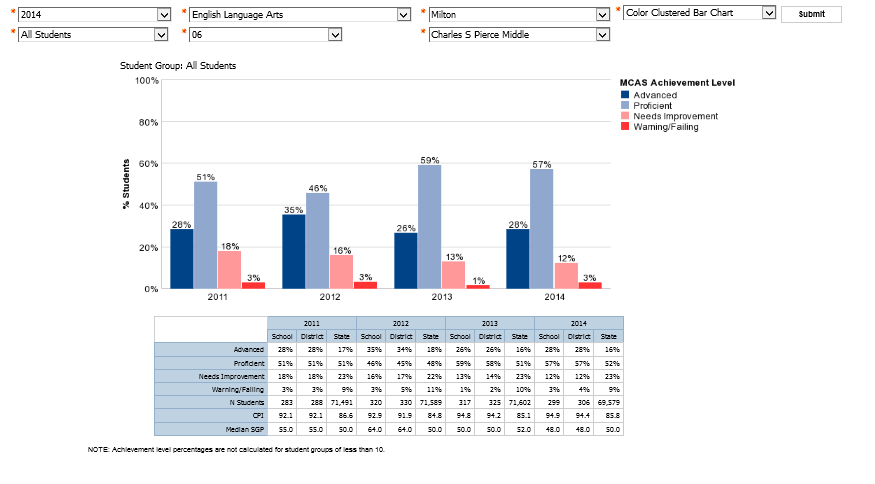 * 2014 * English Language Arts * Milton * Color Clustered Bar Chart Submit
* All Students * 06 * Charles S Pierce Middle
Student Group: All Students
MCAS Achievement Level
Advanced
Proficient
Needs Improvement
Warning/Failing
% Students
100%
80%
60%
40%
20%
0%
28% 51% 18% 3%
35% 46% 16% 3%
26% 59% 13% 1%
28% 57% 12% 3%
2011 2012 2013 2014
2011 2012 2013 2014
School District State School District State School District State School District State
Advanced 28% 28% 17% 35% 34% 18% 26% 26% 16% 28% 28% 16%
Proficient 51% 51% 51% 46% 45% 48% 59% 58% 51% 57% 57% 52%
Needs Improvement 18% 18% 23% 16% 17% 22% 13% 14% 23% 12% 12% 23%
Warning/Failing 3% 3% 9% 3% 5% 11% 1% 2% 10% 3% 4% 9%
N Students 283 288 71,491 320 330 71,589 317 325 71,602 299 306 69,579
CPI 92.1 92.1 86.6 92.9 91.9 84.8 94.8 94.2 85.1 94.9 94.4 85.8
Median SGP 55.0 55.0 50.0 64.0 64.0 50.0 50.0 50.0 52.0 48.0 48.0 50.0
NOTE: Achievement level percentages are not calculated for student groups of less than 10.